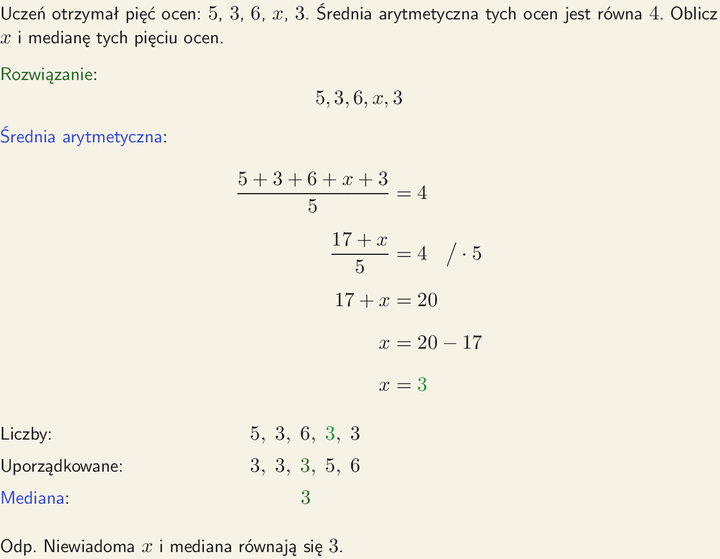 Uczeń otrzymał pięć ocen: 5, 3, 6, x, 3. Średnia arytmetyczna tych ocen jest równa 4. Oblicz
x i medianę tych pięciu ocen.
Rozwiązanie:
5, 3, 6, x, 3
Średnia arytmetyczna:
\frac{5 + 3 + 6 + x + 3}{5} = 4
\frac{17 + x}{5} = 4 / · 5
17 + x = 20
x = 20 − 17
x = 3
Liczby: 5, 3, 6, 3, 3
Uporządkowane: 3, 3, 3, 5, 6
Mediana: 3
Odp. Niewiadoma x i mediana równają się 3.